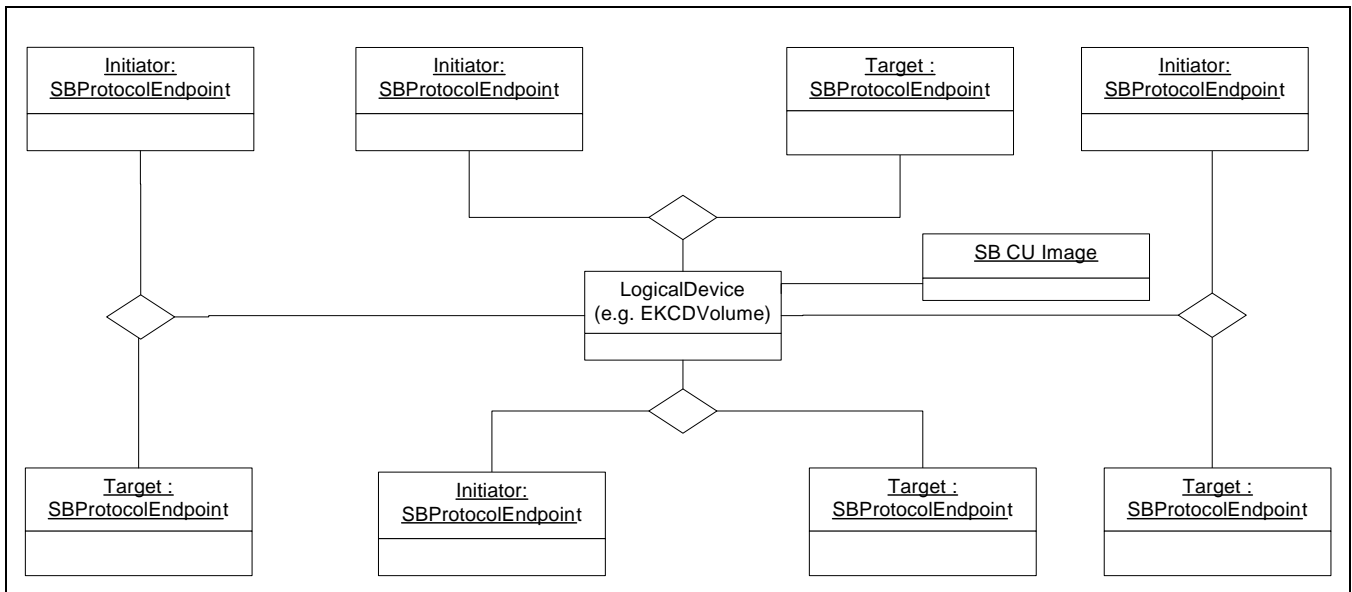 Initiator:
SBProtocolEndpoint
Initiator:
SBProtocolEndpoint
Target :
SBProtocolEndpoint
Initiator:
SBProtocolEndpoint
SB CU Image
LogicalDevice
(e.g. EKCDVolume)
Target :
SBProtocolEndpoint
Initiator:
SBProtocolEndpoint
Target :
SBProtocolEndpoint
Target :
SBProtocolEndpoint